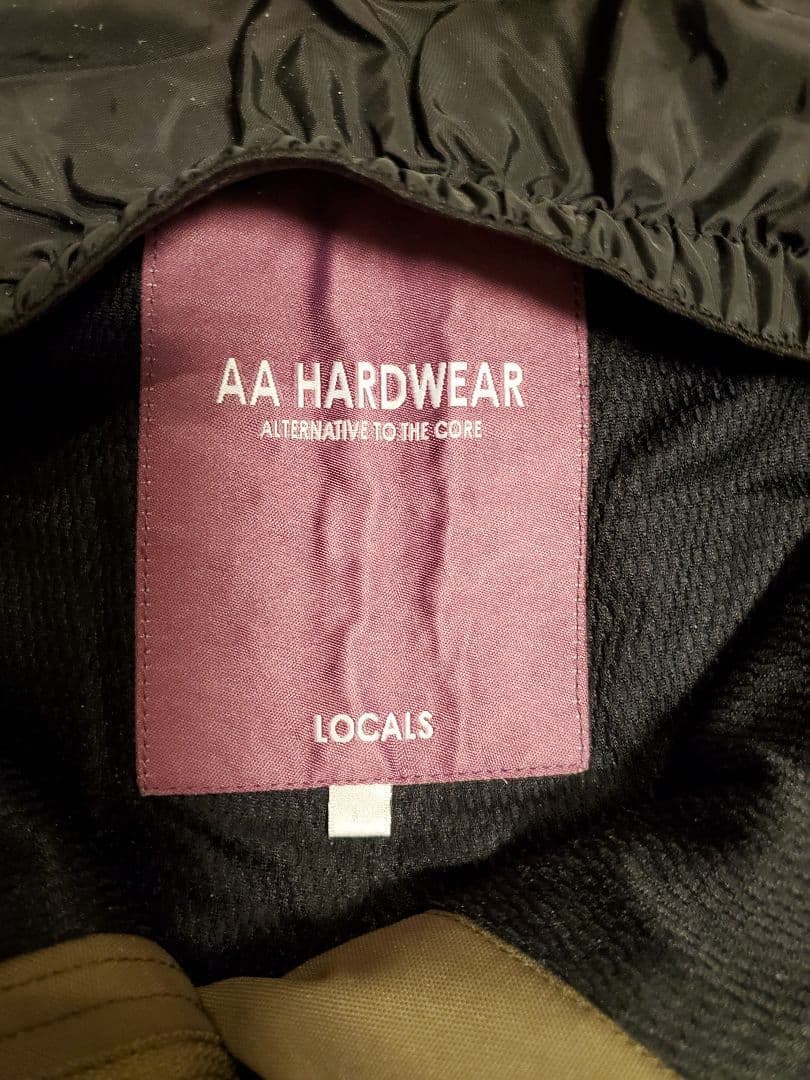 AA HARDWEAR
ALTERNATIVE TO THE CORE
LOCALS